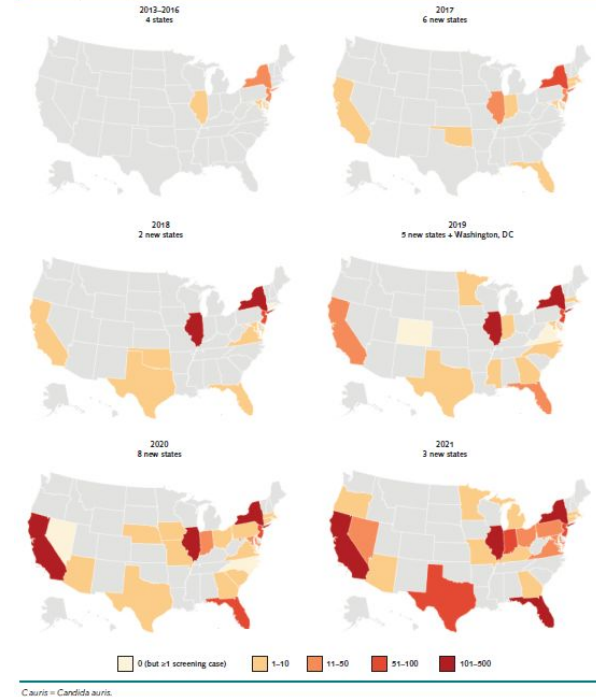 2013–2016
4 states
2017
6 new states
2018
2 new states
2019
5 new states + Washington, DC
2020
8 new states
2021
3 new states
0 (but ≥1 screening case)
1–10
11–50
51–100
101–500
C auris = Candida auris.